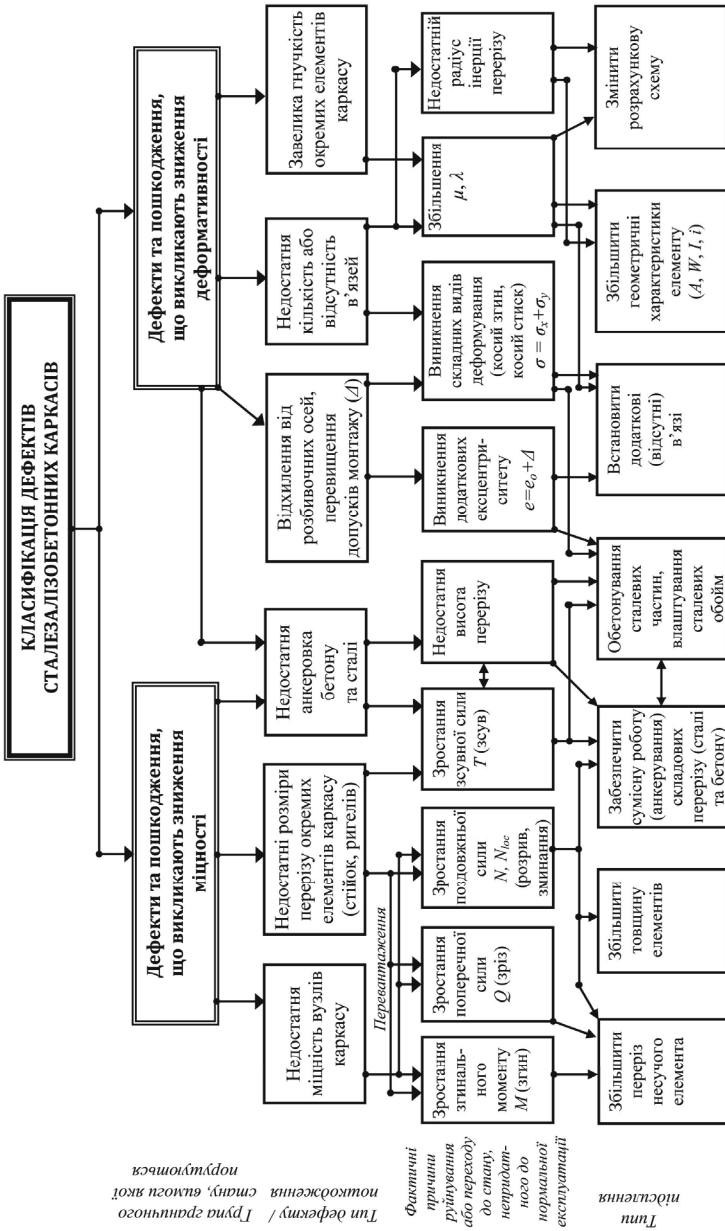 КЛАСИФІКАЦІЯ ДЕФЕКТІВ
СТАЛЕЗАЛІЗОБЕТОННИХ КАРКАСІВ
Група граничного
стану, вимоги якої
порушуються
Дефекти та пошкодження,
що викликають зниження
міцності
Дефекти та пошкодження,
що викликають зниження
деформативності
Тип дефекту /
пошкодження
Недостатня
міцність вузлів
каркасу
Недостатні розміри
перерізу окремих
елементів каркасу
(стійок, ригелів)
Недостатня
анкеровка
бетону
та сталі
Відхилення від
розбивочних осей,
перевищення
допусків монтажу (Δ)
Недостатня
кількість або
відсутність
в’язей
Завелика гнучкість
окремих елементів
каркасу
Перевантаження
Фактичні
причини
руйнування
або переходу
до стану,
непридат-
ного до
нормальної
експлуатації
Зростання
згиналь-
ного
моменту
M (згин)
Зростання
поперечної
сили
Q (зріз)
Зростання
поздовжньої
сили
N, Nloc
(розрив,
зминання)
Зростання
зсувної сили
T (зсув)
Недостатня
висота
перерізу
Виникнення
додаткових
ексцентри-
ситету
e=eo+Δ
Виникнення
складних видів
деформування
(косий згин,
косий стиск)
σ = σx+σy
Збільшення
μ, λ
Недостатній
радіус
інерції
перерізу
Типи
підсилення
Збільшити
переріз
несучого
елемента
Збільшити
товщину
елементів
Забезпечити
сумісну роботу
(анкерування)
складових
перерізу (сталі
та бетону)
Обетонування
сталевих
частин,
влаштування
сталевих
обойм
Встановити
додаткові
(відсутні)
в’язі
Збільшити
геометричні
характеристики
елементу
(A, W, I, i)
Змінити
розрахункову
схему